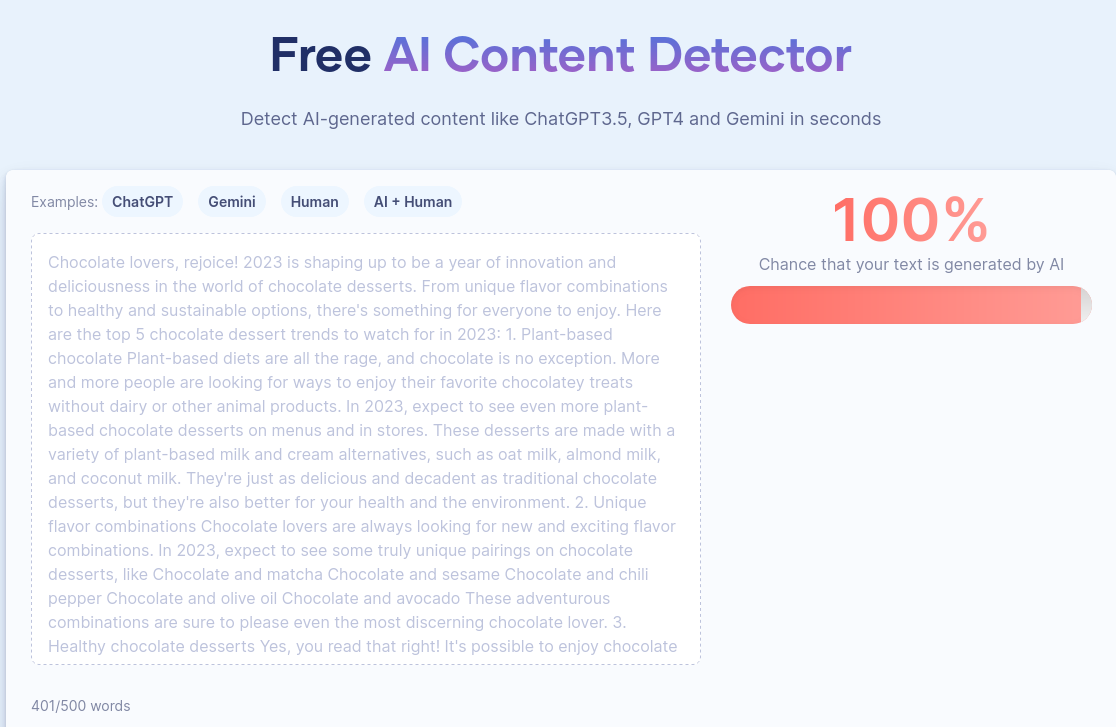 Free AI Content Detector
Detect AI-generated content like ChatGPT3.5, GPT4 and Gemini in seconds
Examples: ChatGPT Gemini Human AI + Human
Chocolate lovers, rejoice! 2023 is shaping up to be a year of innovation and
deliciousness in the world of chocolate desserts. From unique flavor combinations
to healthy and sustainable options, there's something for everyone to enjoy. Here
are the top 5 chocolate dessert trends to watch for in 2023: 1. Plant-based
chocolate Plant-based diets are all the rage, and chocolate is no exception. More
and more people are looking for ways to enjoy their favorite chocolatey treats
without dairy or other animal products. In 2023, expect to see even more plant-
based chocolate desserts on menus and in stores. These desserts are made with a
variety of plant-based milk and cream alternatives, such as oat milk, almond milk,
and coconut milk. They're just as delicious and decadent as traditional chocolate
desserts, but they're also better for your health and the environment. 2. Unique
flavor combinations Chocolate lovers are always looking for new and exciting flavor
combinations. In 2023, expect to see some truly unique pairings on chocolate
desserts, like Chocolate and matcha Chocolate and sesame Chocolate and chili
pepper Chocolate and olive oil Chocolate and avocado These adventurous
combinations are sure to please even the most discerning chocolate lover. 3.
Healthy chocolate desserts Yes, you read that right! It's possible to enjoy chocolate
401/500 words
100%
Chance that your text is generated by AI